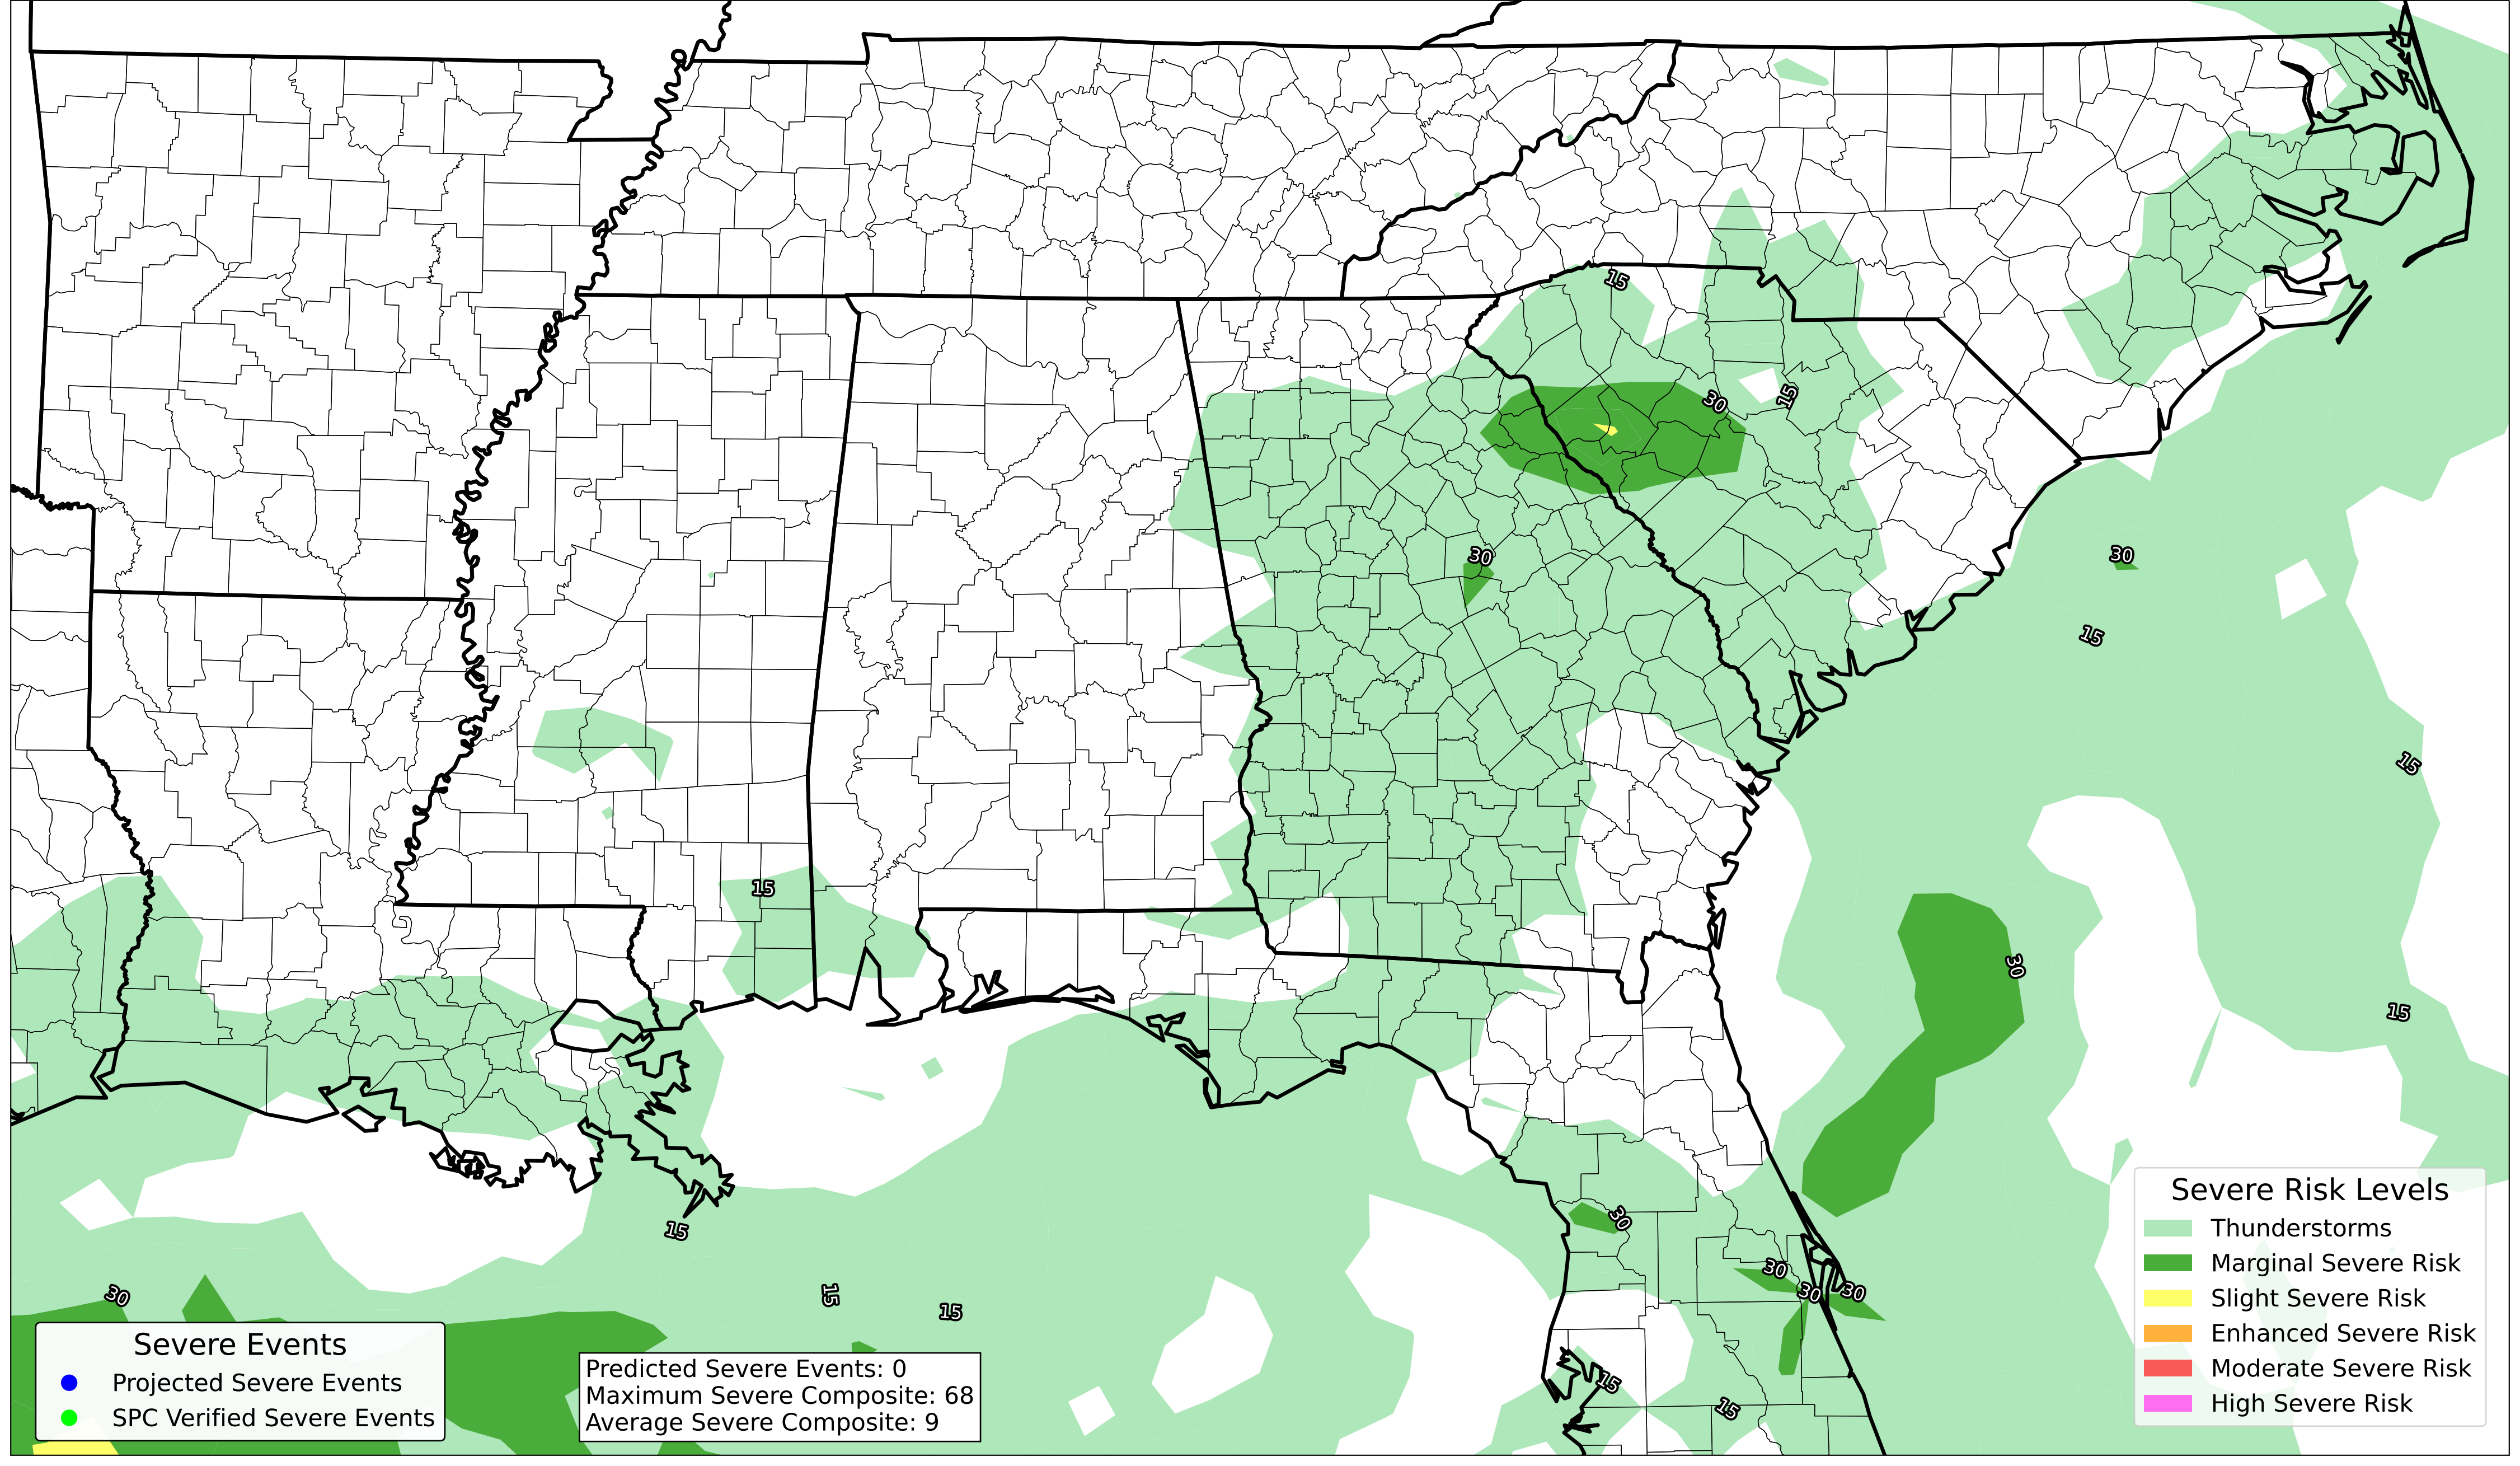 15
30
15
30
30
15
15
15
30
15
15
30
30
30
30
15
30
15
15
15
15
Severe Events
Projected Severe Events
SPC Verified Severe Events
Predicted Severe Events: 0
Maximum Severe Composite: 68
Average Severe Composite: 9
Severe Risk Levels
Thunderstorms
Marginal Severe Risk
Slight Severe Risk
Enhanced Severe Risk
Moderate Severe Risk
High Severe Risk